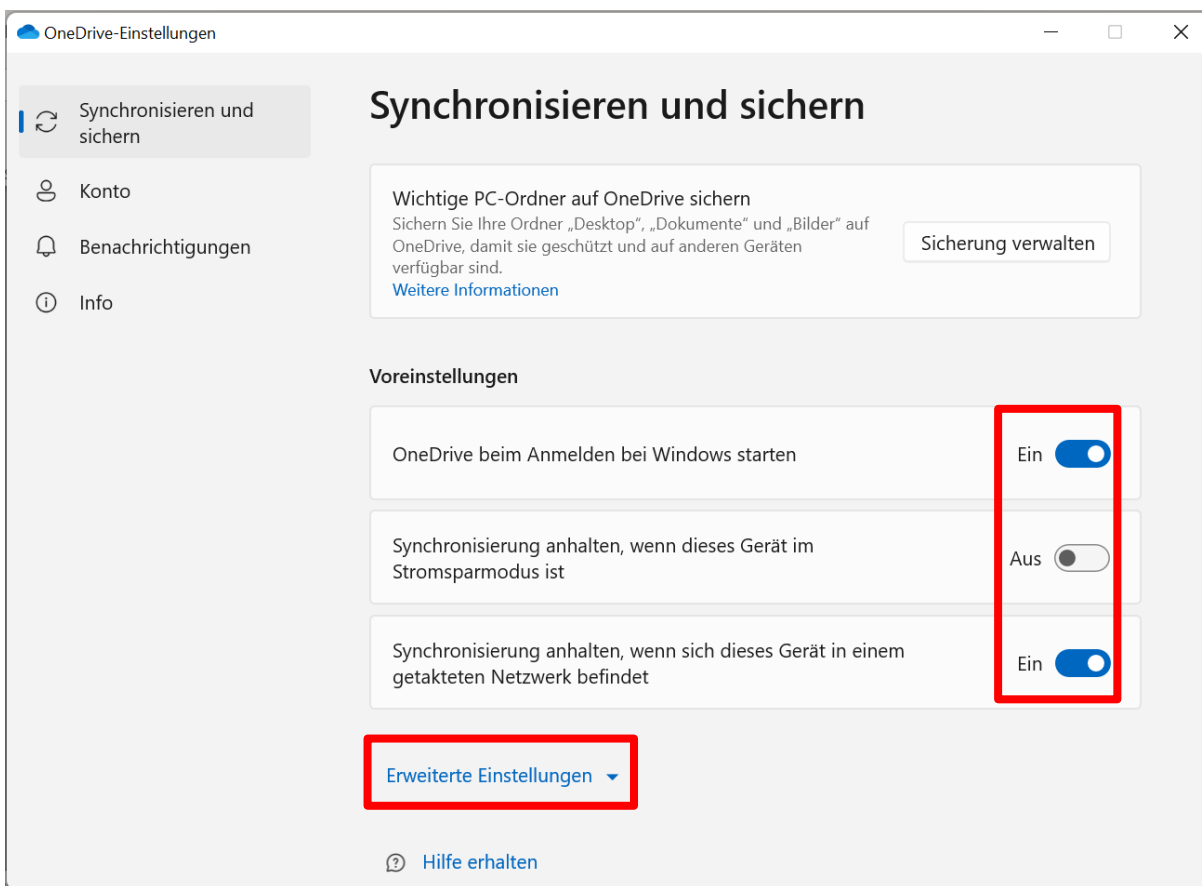 OneDrive-Einstellungen
Synchronisieren und
sichern
Konto
Benachrichtigungen
Info
Synchronisieren und sichern
Wichtige PC-Ordner auf OneDrive sichern
Sichern Sie Ihre Ordner „Desktop“, „Dokumente“ und „Bilder“ auf
OneDrive, damit sie geschützt und auf anderen Geräten
verfügbar sind.
Weitere Informationen
Sicherung verwalten
Voreinstellungen
OneDrive beim Anmelden bei Windows starten
Ein
Synchronisierung anhalten, wenn dieses Gerät im
Stromsparmodus ist
Aus
Synchronisierung anhalten, wenn sich dieses Gerät in einem
getakteten Netzwerk befindet
Ein
Erweiterte Einstellungen
Hilfe erhalten